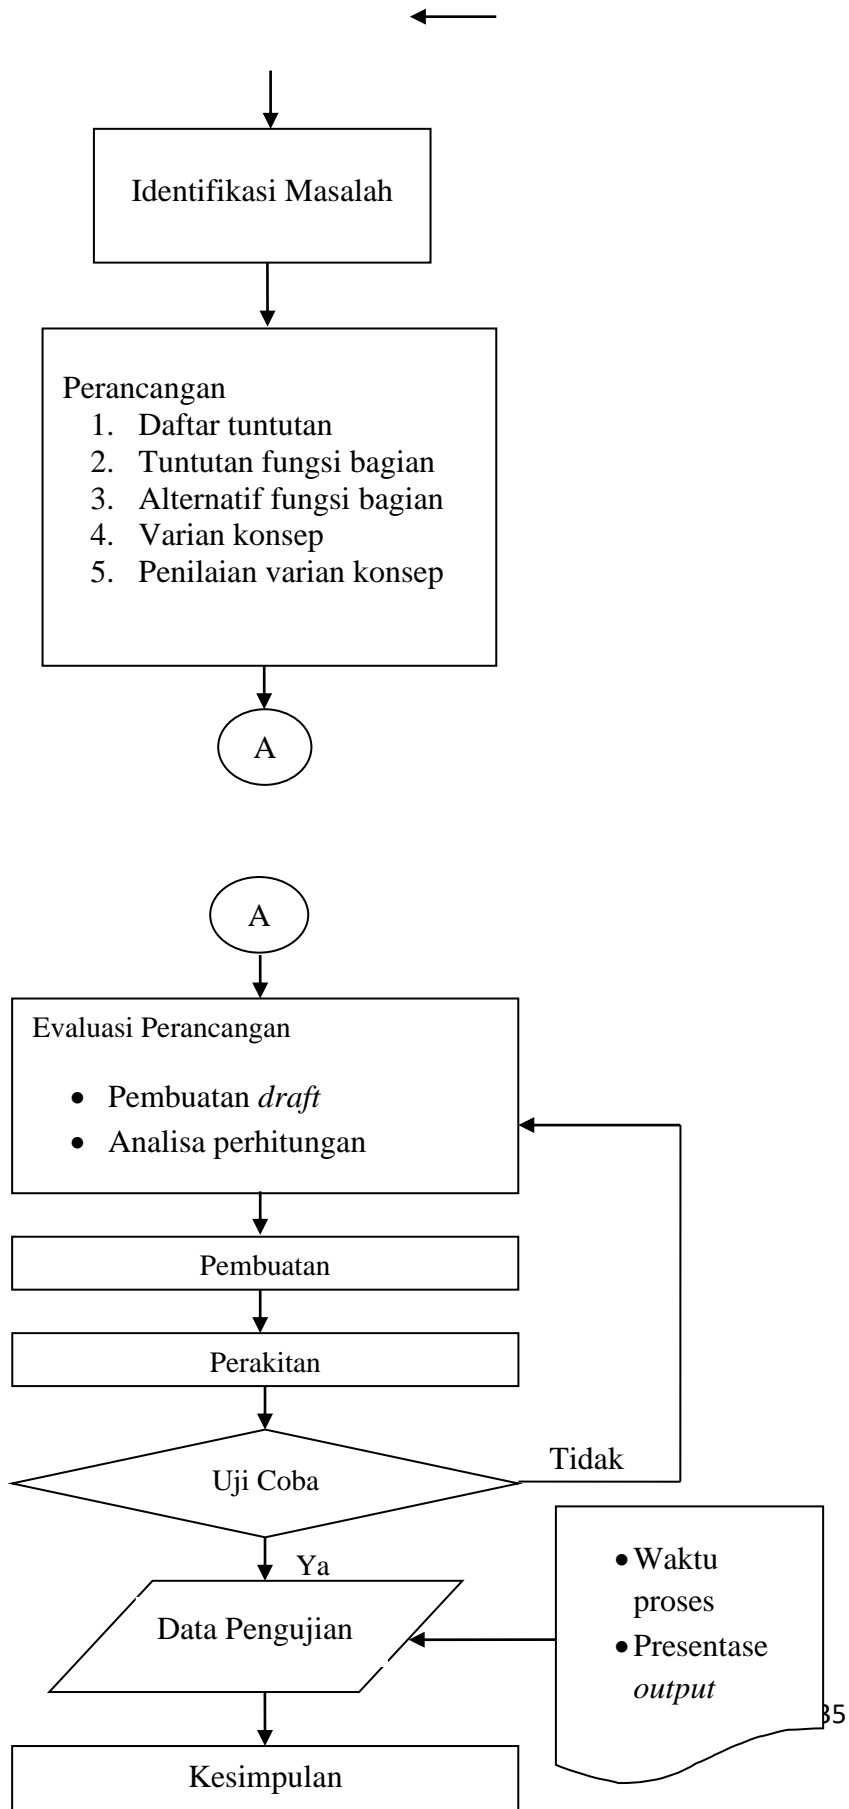 Identifikasi Masalah
Perancangan
1. Daftar tuntutan
2. Tuntutan fungsi bagian
3. Alternatif fungsi bagian
4. Varian konsep
5. Penilaian varian konsep
A
A
Evaluasi Perancangan
• Pembuatan draft
• Analisa perhitungan
Pembuatan
Perakitan
Uji Coba
Tidak
Ya
Data Pengujian
• Waktu
proses
• Presentase
output
Kesimpulan